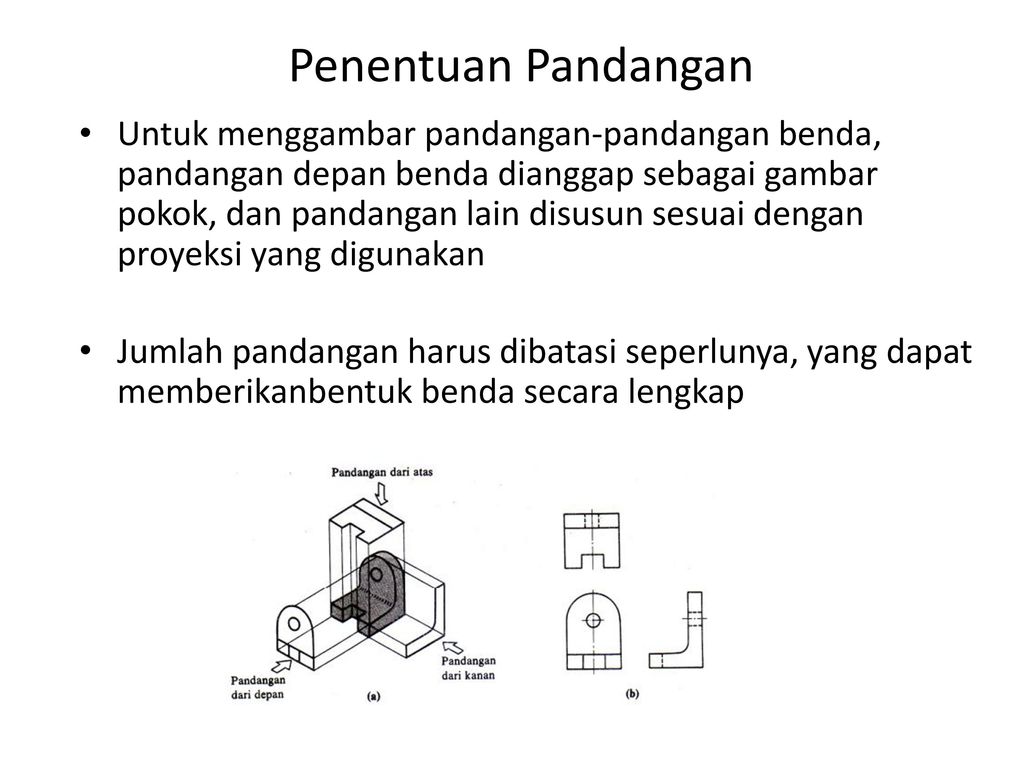 Penentuan Pandangan
• Untuk menggambar pandangan-pandangan benda,
pandangan depan benda dianggap sebagai gambar
pokok, dan pandangan lain disusun sesuai dengan
proyeksi yang digunakan
• Jumlah pandangan harus dibatasi seperlunya, yang dapat
memberikanbentuk benda secara lengkap
Pandangan dari atas
Pandangan
dari kanan
Pandangan
dari depan
(a)
(b)